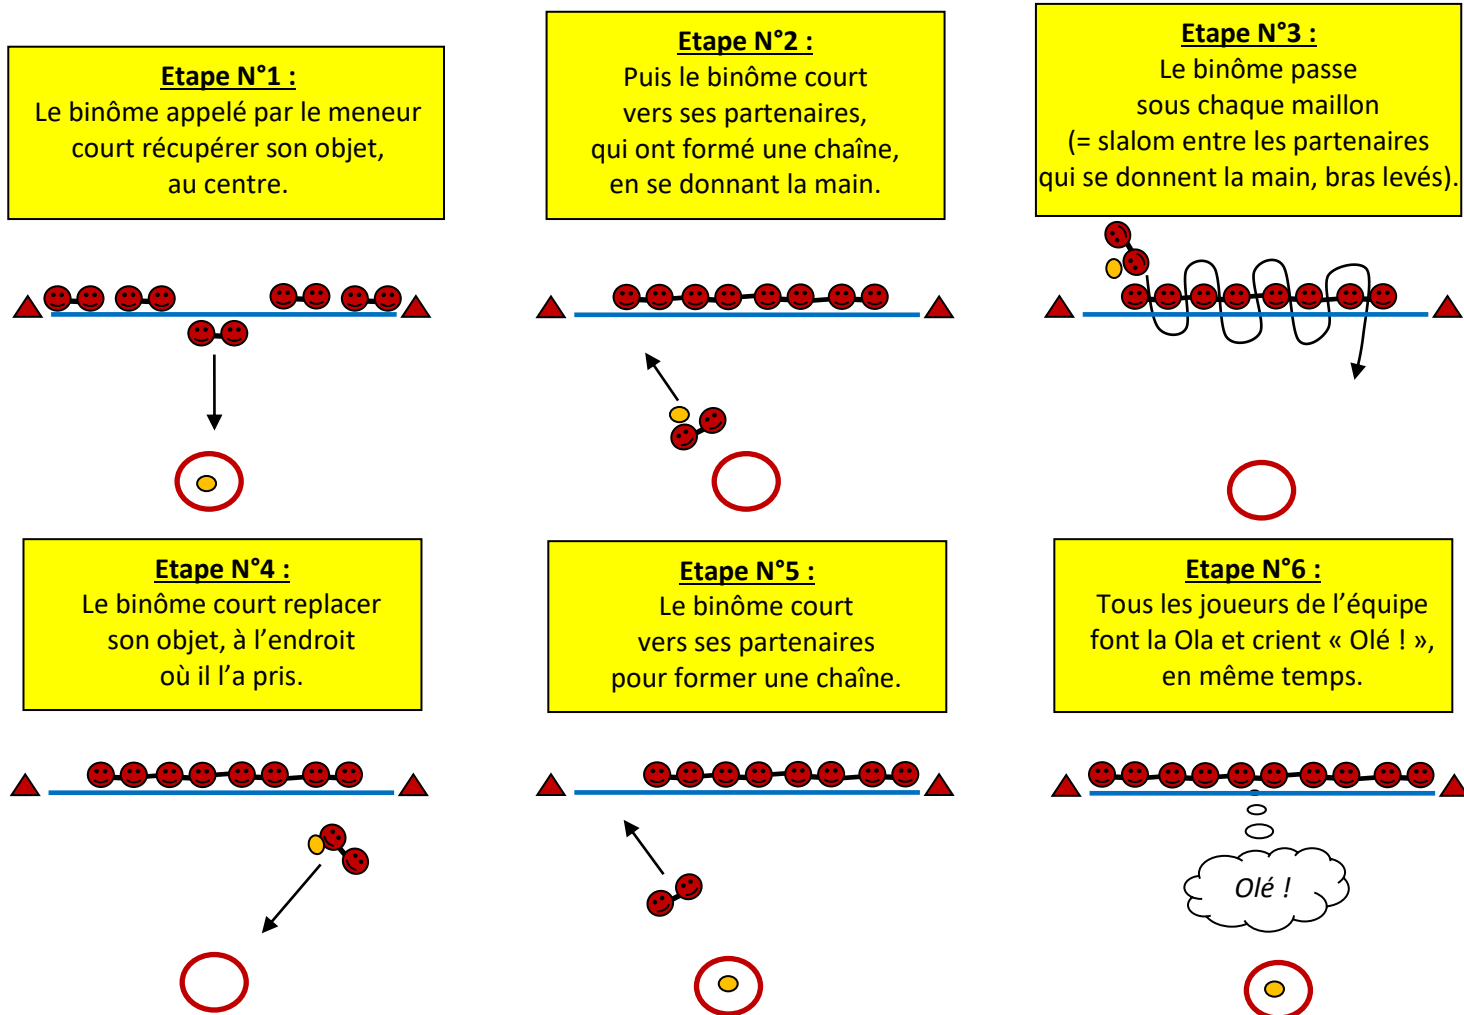 Etape N°1 :
Le binôme appelé par le meneur
court récupérer son objet,
au centre.
Etape N°2 :
Puis le binôme court
vers ses partenaires,
qui ont formé une chaîne,
en se donnant la main.
Etape N°3 :
Le binôme passe
sous chaque maillon
(= slalom entre les partenaires
qui se donnent la main, bras levés).
Etape N°4 :
Le binôme court replacer
son objet, à l’endroit
où il l’a pris.
Etape N°5 :
Le binôme court
vers ses partenaires
pour former une chaîne.
Etape N°6 :
Tous les joueurs de l’équipe
font la Ola et crient « Olé ! »,
en même temps.
Olé !